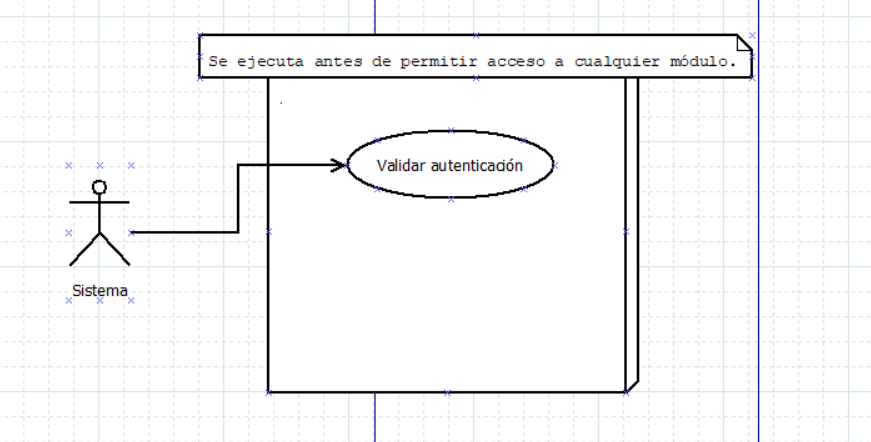 Se ejecuta antes de permitir acceso a cualquier módulo.
Validar autenticación
Sistema